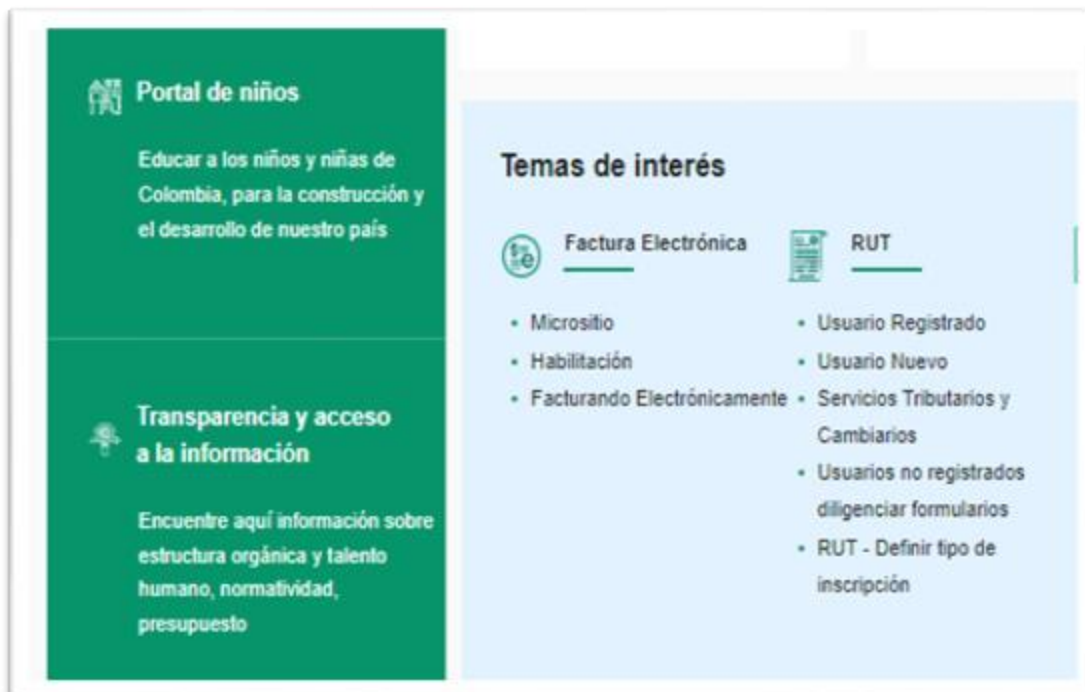 Portal de niños
Educar a los niños y niñas de
Colombia, para la construcción y
el desarrollo de nuestro país
Transparencia y acceso
a la información
Encuentre aquí información sobre
estructura orgánica y talento
humano, normatividad,
presupuesto
Temas de interés
Factura Electrónica
• Micrositio
• Habilitación
• Facturando Electrónicamente
RUT
• Usuario Registrado
• Usuario Nuevo
• Servicios Tributarios y
Cambiarios
• Usuarios no registrados
diligenciar formularios
• RUT - Definir tipo de
inscripción